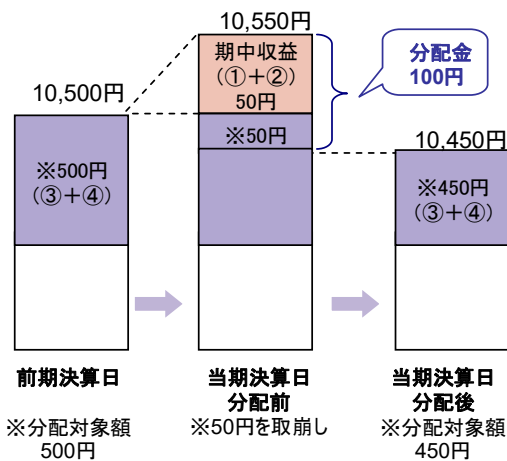 10,550円
期中収益
(①+②)
50円
分配金
100円
10,500円
※50円
10,450円
※500円
(③+④)
※450円
(③+④)
前期決算日
当期決算日
分配前
当期決算日
分配後
※分配対象額
500円
※50円を取崩し
※分配対象額
450円